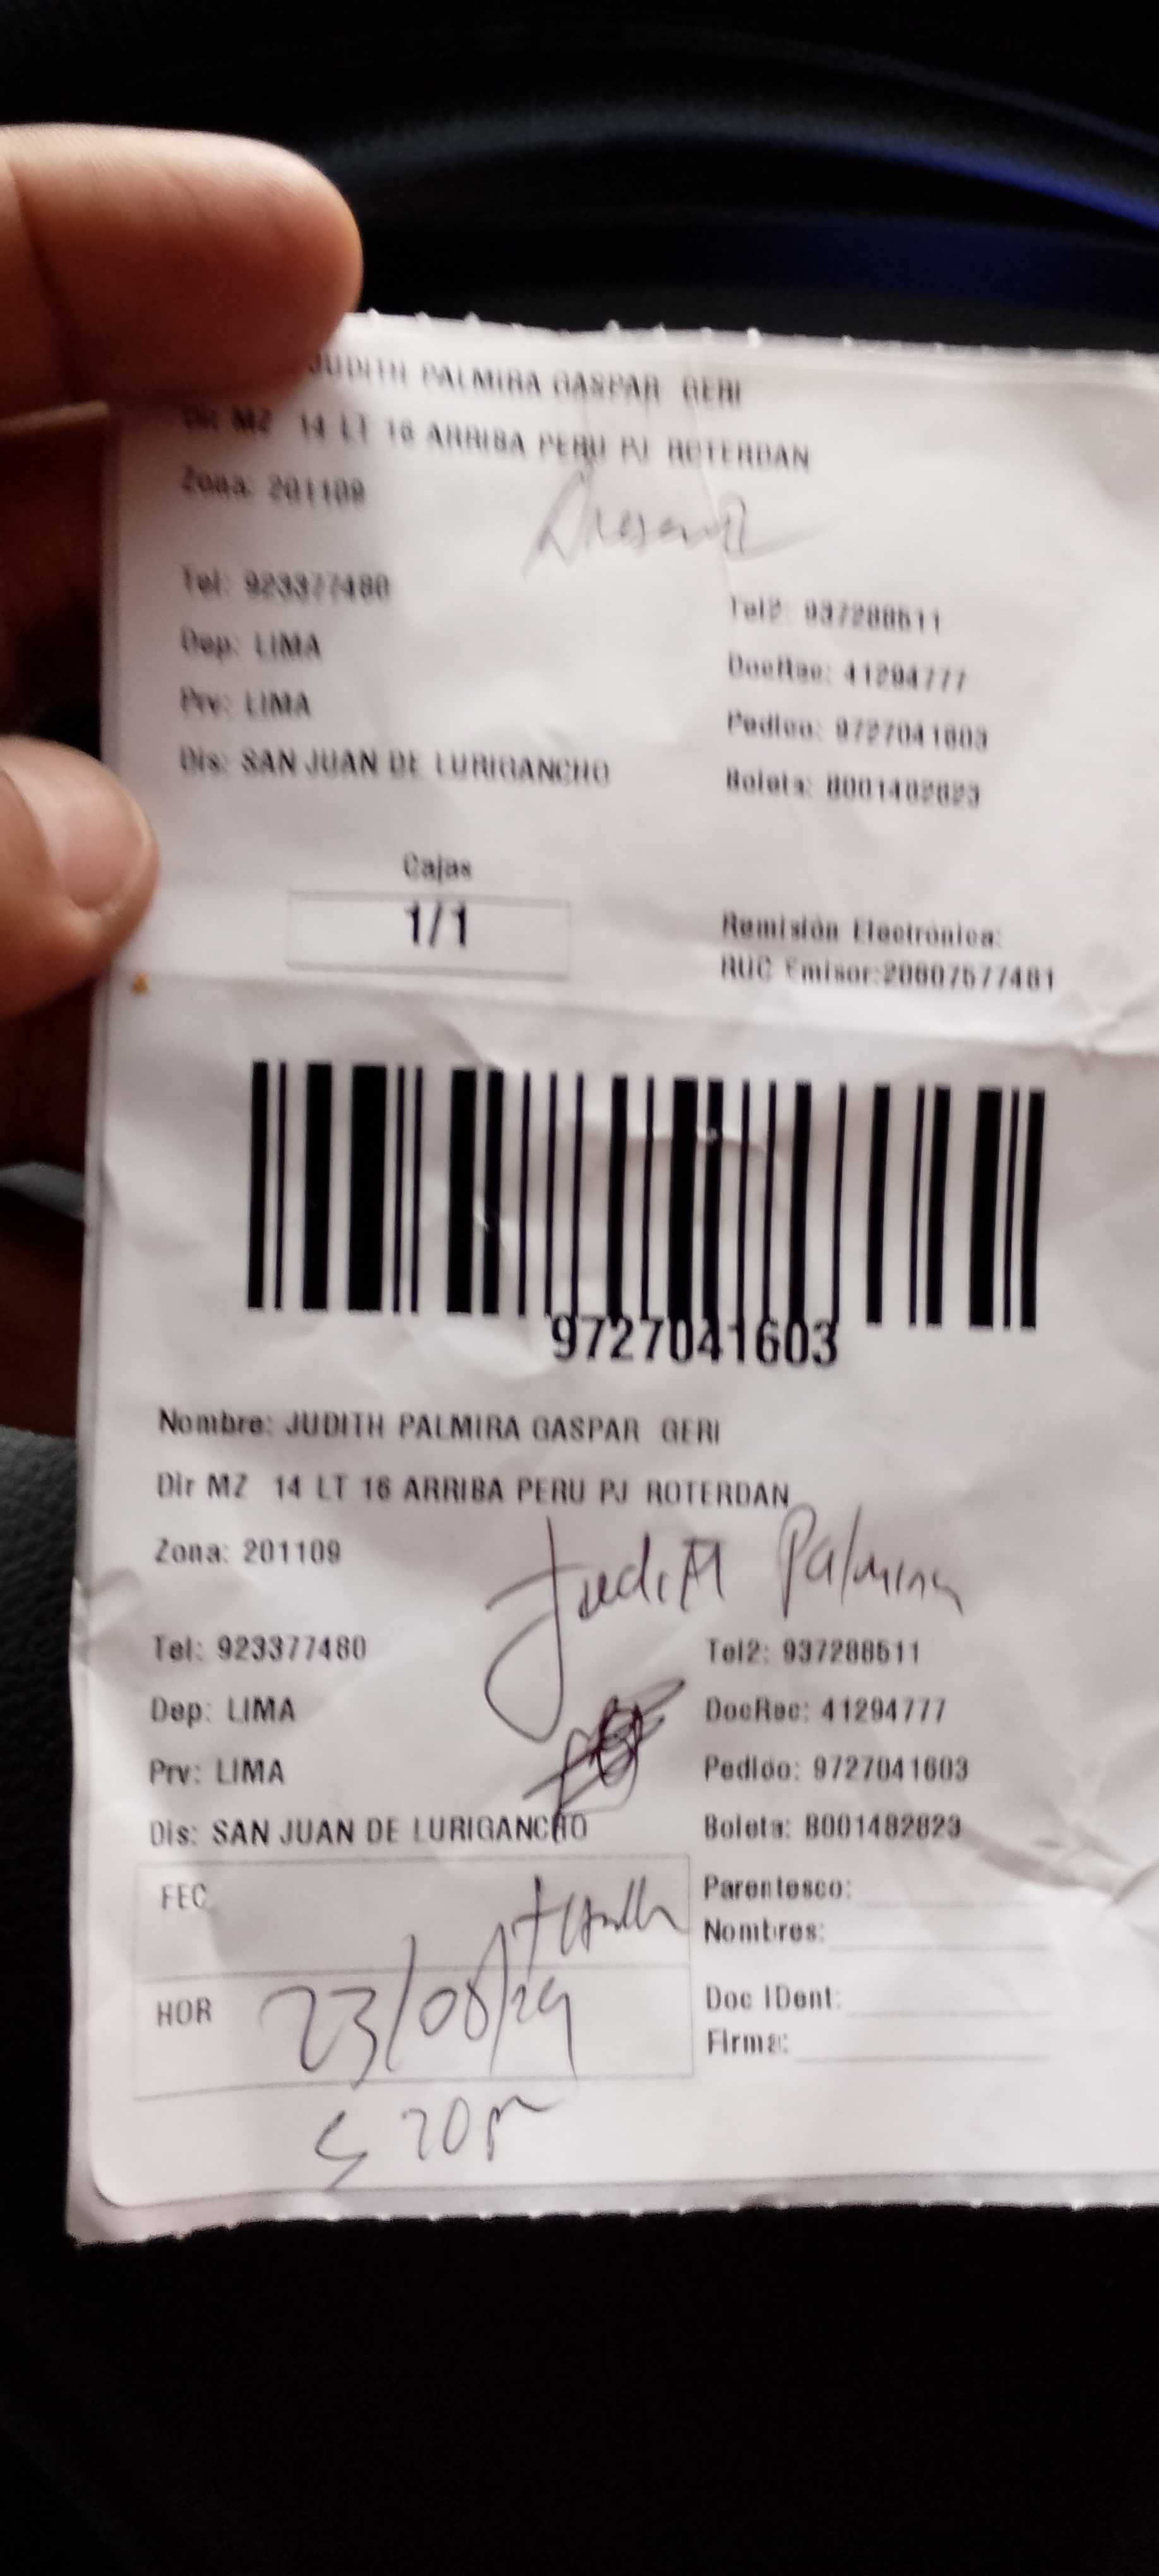 JUDITH PALMIRA GASPAR GERI
Dir MZ 14 LT 16 ARRIBA PERU PJ ROTERDAN
Zona: 201109
Tel: 923377480
Tel2: 937288511
Dep: LIMA
DocRec: 41294777
Prv: LIMA
Pedido: 9727041603
Dis: SAN JUAN DE LURIGANCHO
Boleta: B001482823
Cajas
1/1
Remisión Electrónica:
RUC Emisor:20607577461
9727041603
Nombre: JUDITH PALMIRA GASPAR GERI
Dir MZ 14 LT 16 ARRIBA PERU PJ ROTERDAN
Zona: 201109
Judith Palmira
Tel: 923377480
Tel2: 937288511
Dep: LIMA
DocRec: 41294777
Prv: LIMA
Pedido: 9727041603
Dis: SAN JUAN DE LURIGANCHO
Boleta: B001482823
FEC
Parentesco:
Nombres:
HOR
23/08/24
Doc IDent:
Firma: